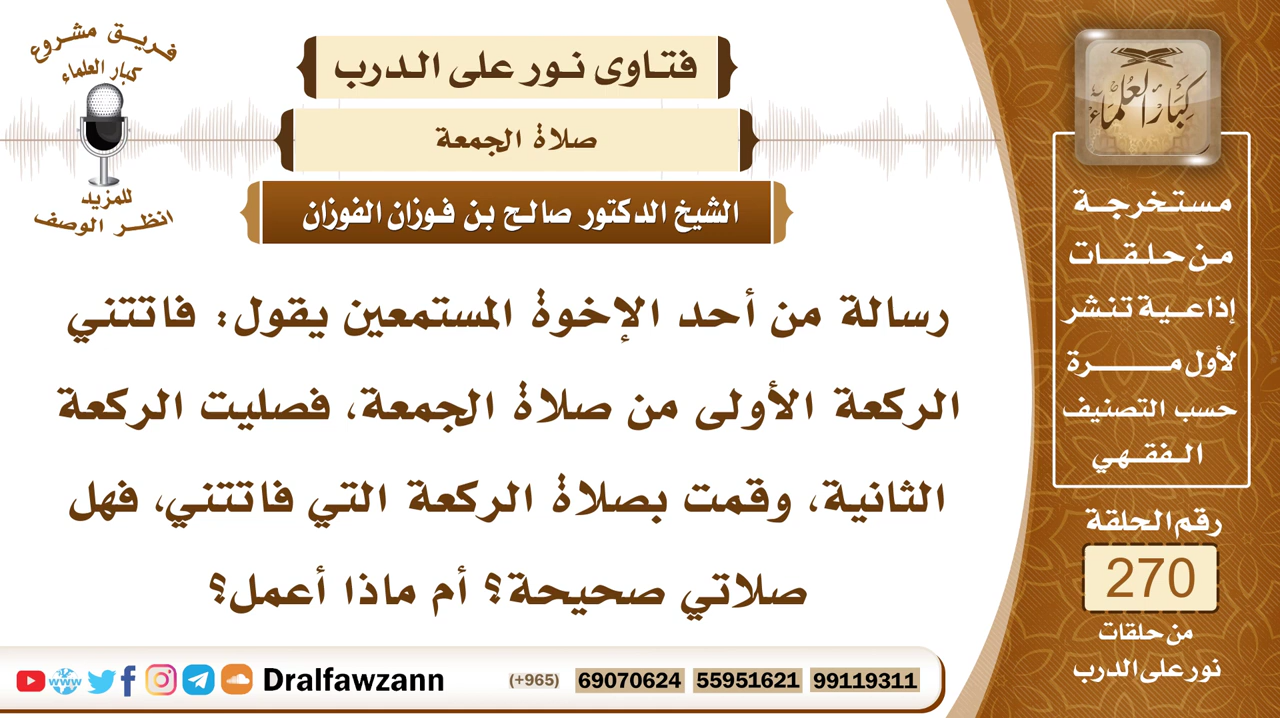 فريق مشروع
كبار العلماء
للمزيد
انظر الوصف
فتاوى نور على الدرب
صلاة الجمعة
الشيخ الدكتور صالح بن فوزان الفوزان
رسالة من أحد الإخوة المستمعين يقول: فاتتني
الركعة الأولى من صلاة الجمعة، فصليت الركعة
الثانية، وقمت بصلاة الركعة التي فاتتني، فهل
صلاتي صحيحة؟ أم ماذا أعمل؟
كبار العلماء
مستخرجة
من حلقات
إذاعية تنشر
لأول مرة
حسب التصنيف
الفقهي
رقم الحلقة
270
من حلقات
نور على الدرب
www Dralfawzann (+965) 69070624 55951621 99119311